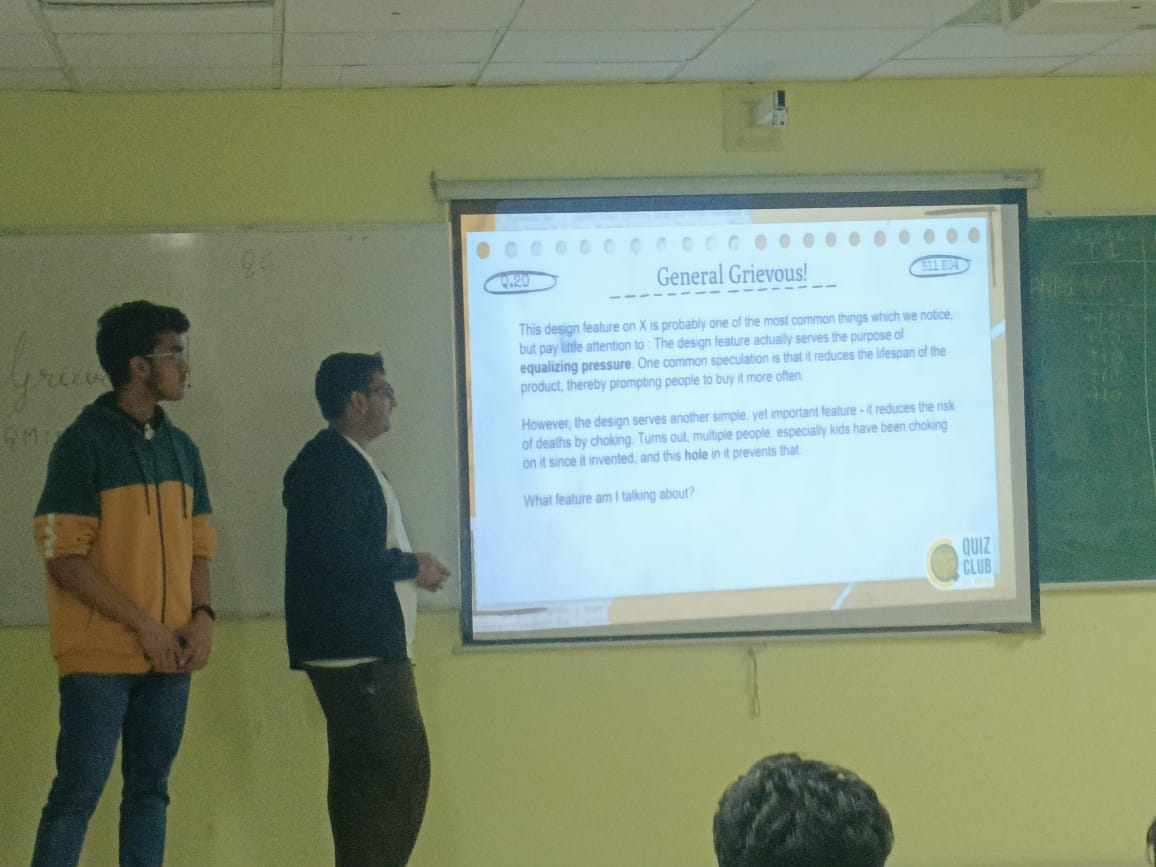 Q.20
General Grievous!
S11 E04
This design feature on X is probably one of the most common things which we notice,
but pay little attention to : The design feature actually serves the purpose of
equalizing pressure. One common speculation is that it reduces the lifespan of the
product, thereby prompting people to buy it more often.
However, the design serves another simple, yet important feature - it reduces the risk
of deaths by choking. Turns out, multiple people, especially kids have been choking
on it since it invented, and this hole in it prevents that.
What feature am I talking about?
QUIZ
CLUB
QM: